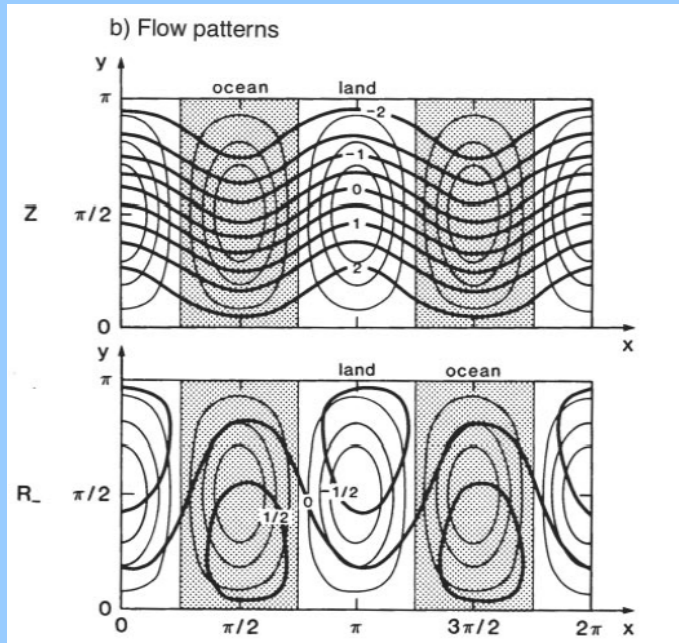 b) Flow patterns
y
ocean land
π
-2
-1
0
Z̄ π/2
1
2
0
x
y
land ocean
π
R_ π/2
-1/2
0
1/2
0
0 π/2 π 3π/2 2π
x